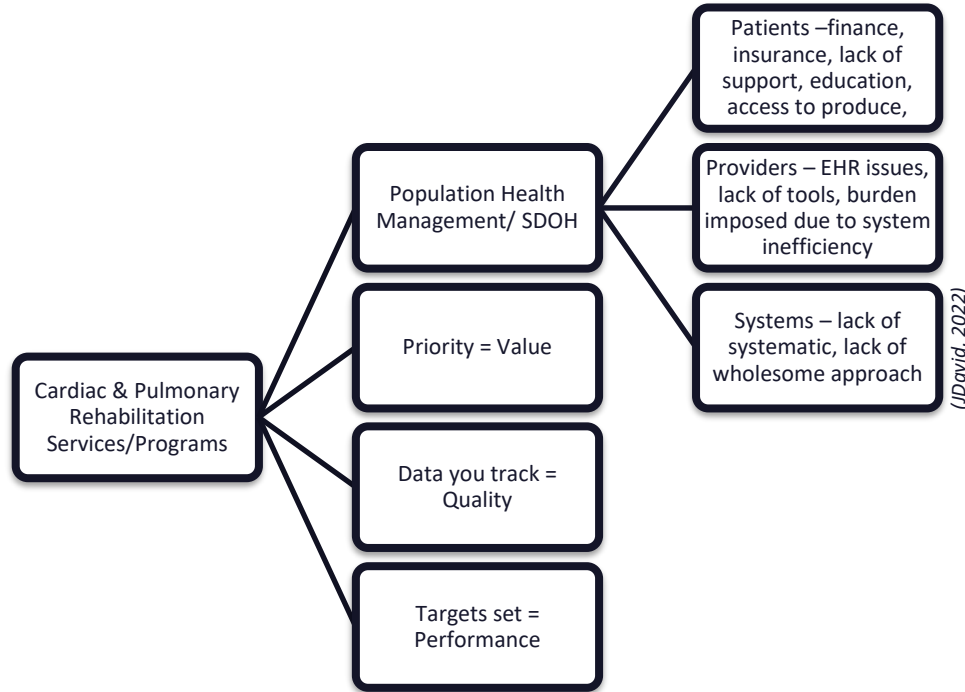 Cardiac & Pulmonary
Rehabilitation
Services/Programs
Population Health
Management/ SDOH
Patients –finance,
insurance, lack of
support, education,
access to produce,
Providers – EHR issues,
lack of tools, burden
imposed due to system
inefficiency
Systems – lack of
systematic, lack of
wholesome approach
Priority = Value
Data you track =
Quality
Targets set =
Performance
(JDavid, 2022)